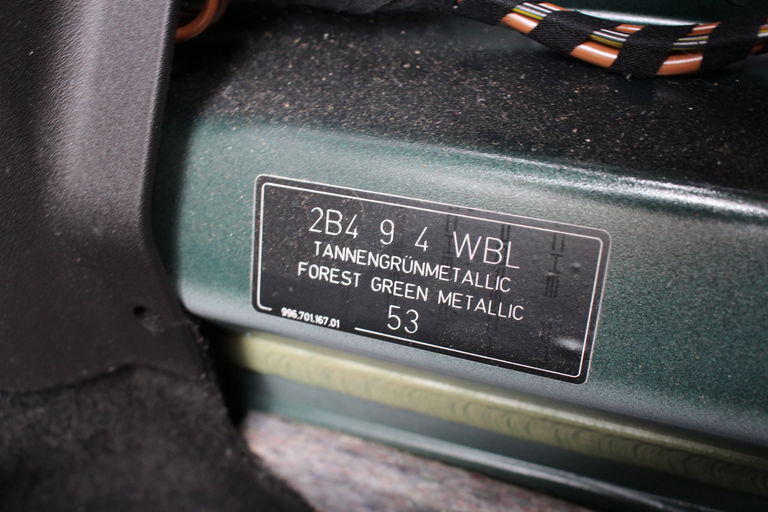 2B4 9 4 WBL
TANNENGRÜNMETALLIC
FOREST GREEN METALLIC
996.701.167.01
53